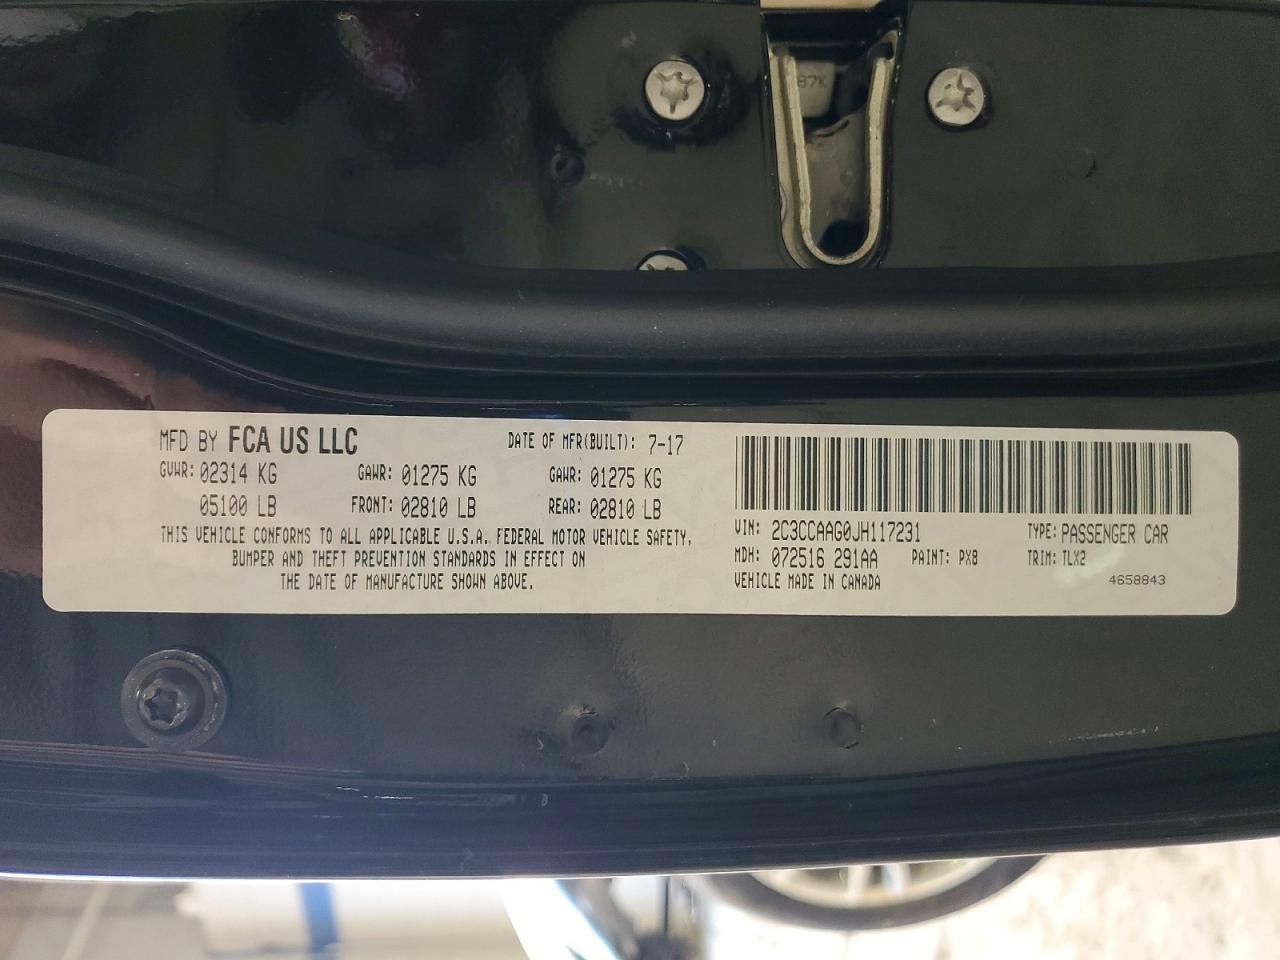 87K
MFD BY FCA US LLC DATE OF MFR(BUILT): 7-17
GVWR: 02314 KG GAWR: 01275 KG GAWR: 01275 KG
05100 LB FRONT: 02810 LB REAR: 02810 LB
THIS VEHICLE CONFORMS TO ALL APPLICABLE U.S.A. FEDERAL MOTOR VEHICLE SAFETY,
BUMPER AND THEFT PREVENTION STANDARDS IN EFFECT ON
THE DATE OF MANUFACTURE SHOWN ABOVE.
VIN: 2C3CCAAG0JH117231 TYPE: PASSENGER CAR
MDH: 072516 291AA PAINT: PX8 TRIM: TLX2
VEHICLE MADE IN CANADA 4658843